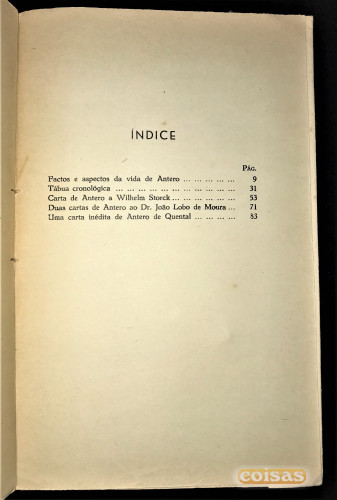 ÍNDICE
Pág.
Factos e aspectos da vida de Antero ... ... ... ... 9
Tábua cronológica ... ... ... ... ... ... ... ... 31
Carta de Antero a Wilhelm Storck ... ... ... ... 53
Duas cartas de Antero ao Dr. João Lobo de Moura ... 71
Uma carta inédita de Antero de Quental ... ... ... 83
coisas